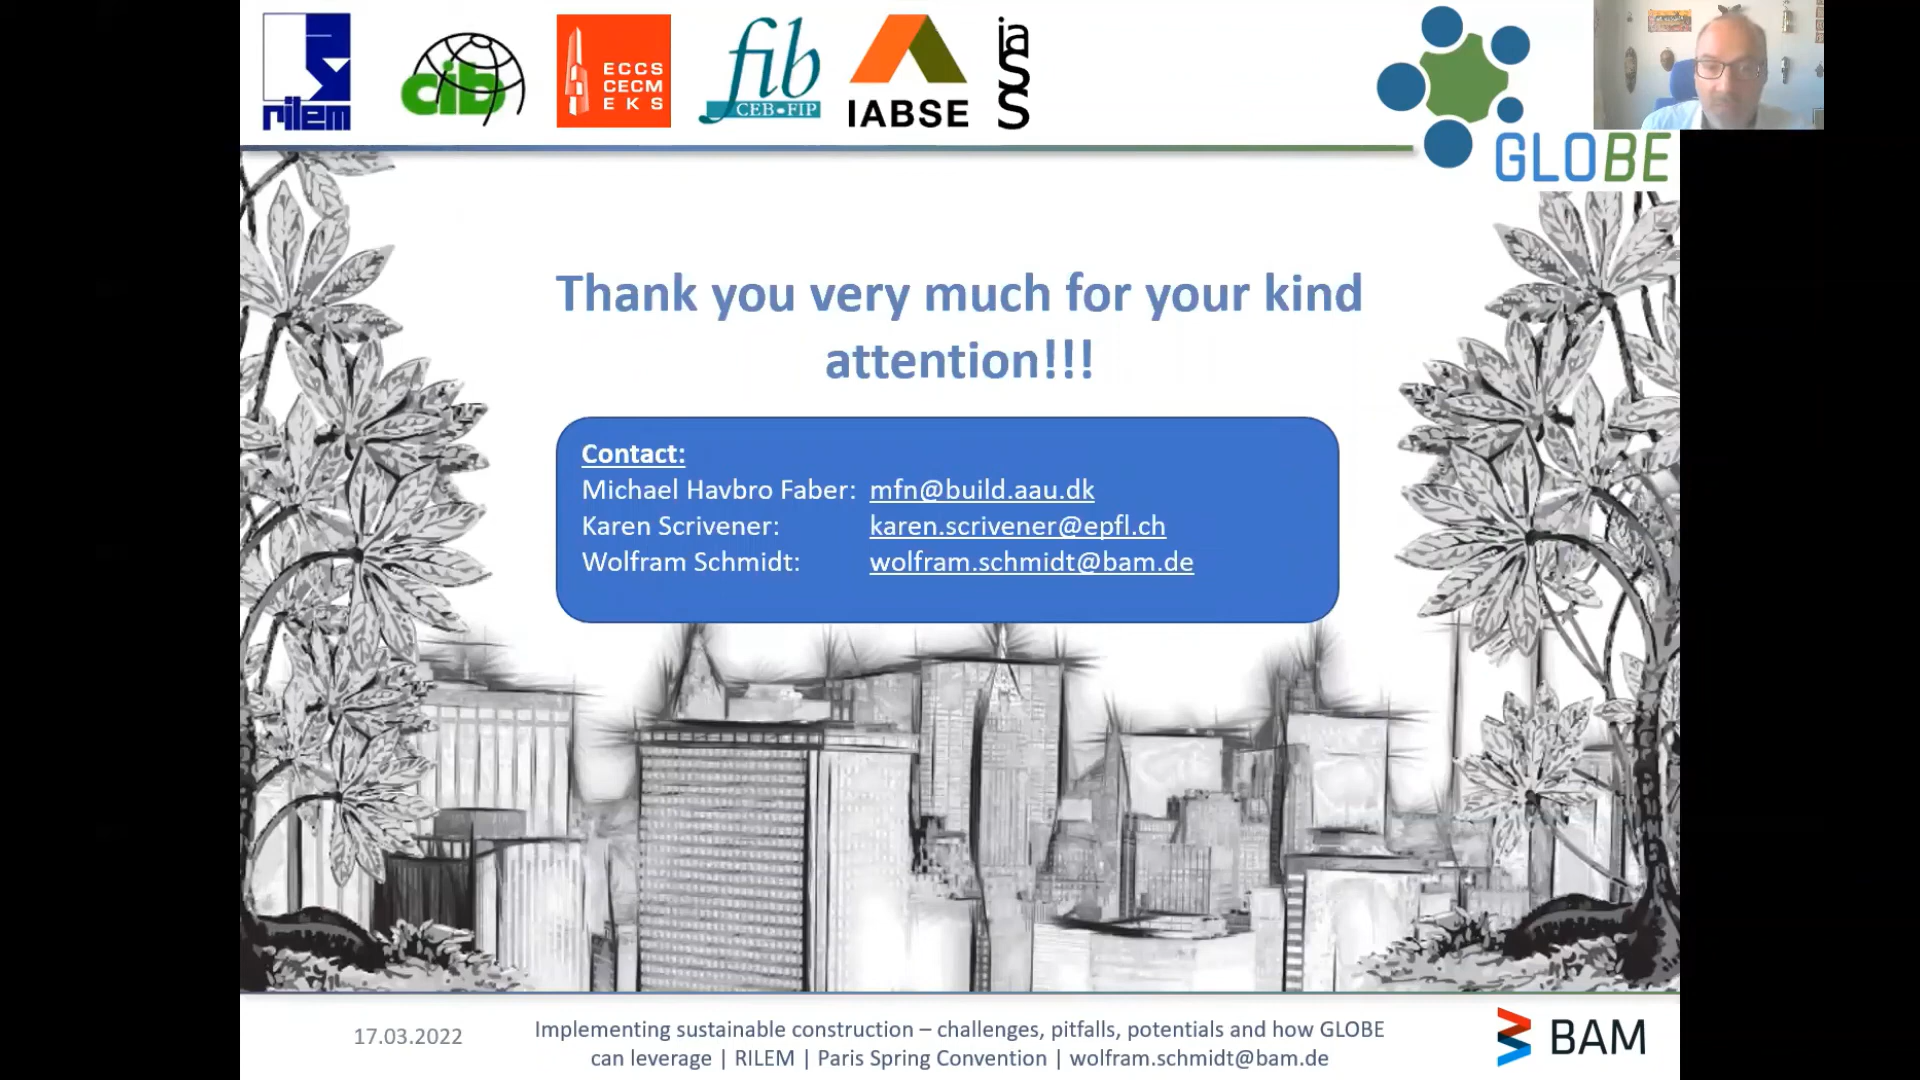 rilem
cib
ECCS
CECM
EKS
fib
CEB•FIP
IABSE
iass
GLOBE
Thank you very much for your kind
attention!!!
Contact:
Michael Havbro Faber: mfn@build.aau.dk
Karen Scrivener: karen.scrivener@epfl.ch
Wolfram Schmidt: wolfram.schmidt@bam.de
17.03.2022
Implementing sustainable construction – challenges, pitfalls, potentials and how GLOBE
can leverage | RILEM | Paris Spring Convention | wolfram.schmidt@bam.de
BAM